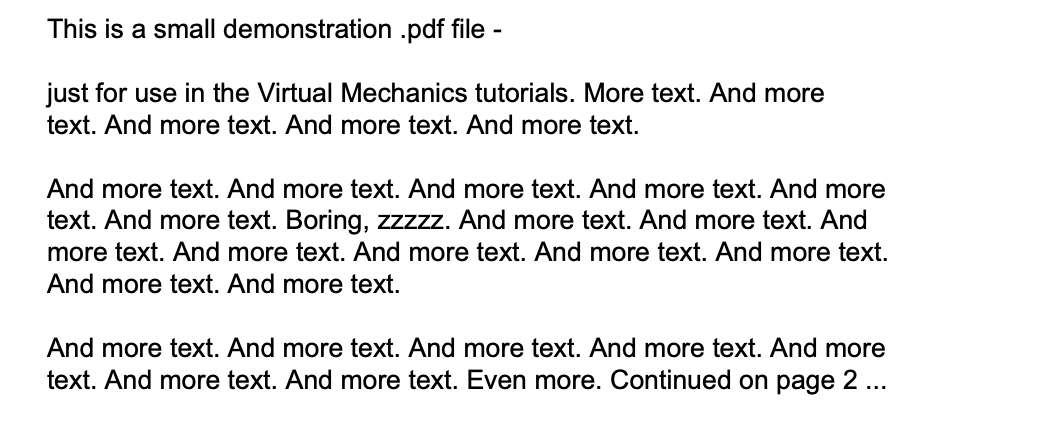 This is a small demonstration .pdf file -
just for use in the Virtual Mechanics tutorials. More text. And more
text. And more text. And more text. And more text.
And more text. And more text. And more text. And more text. And more
text. And more text. Boring, zzzzz. And more text. And more text. And
more text. And more text. And more text. And more text. And more text.
And more text. And more text.
And more text. And more text. And more text. And more text. And more
text. And more text. And more text. Even more. Continued on page 2 ...